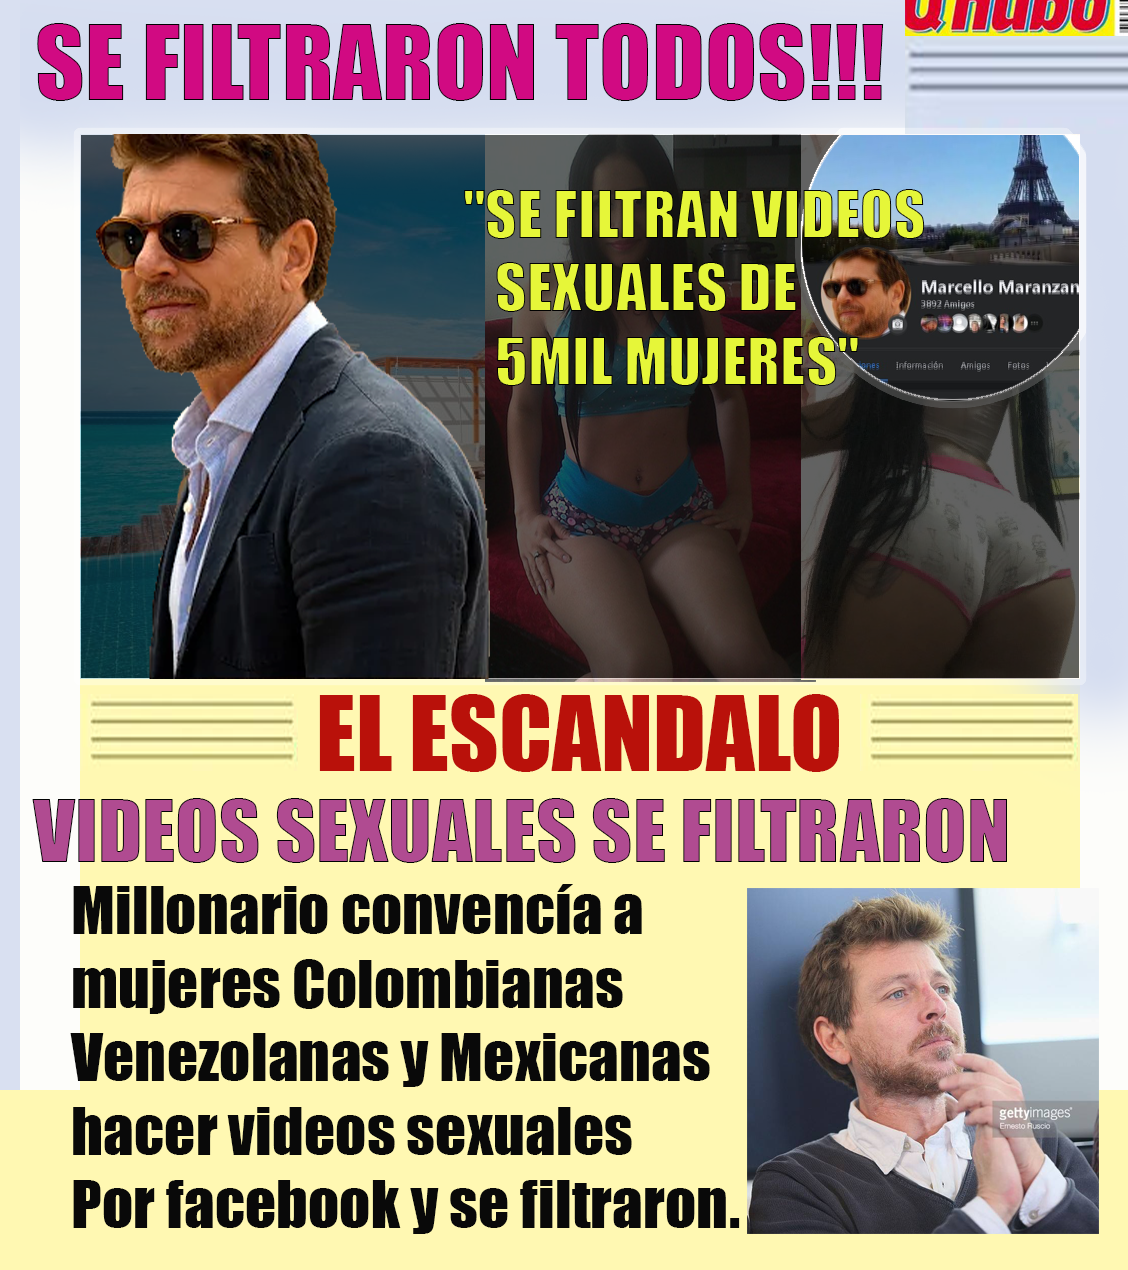 Q'hubo
SE FILTRARON TODOS!!!
"SE FILTRAN VIDEOS
SEXUALES DE
5MIL MUJERES"
Marcello Maranzan
3892 Amigos
Información Amigos Fotos
EL ESCANDALO
VIDEOS SEXUALES SE FILTRARON
Millonario convencía a
mujeres Colombianas
Venezolanas y Mexicanas
hacer videos sexuales
Por facebook y se filtraron.
gettyimages®
Ernesto Ruscio